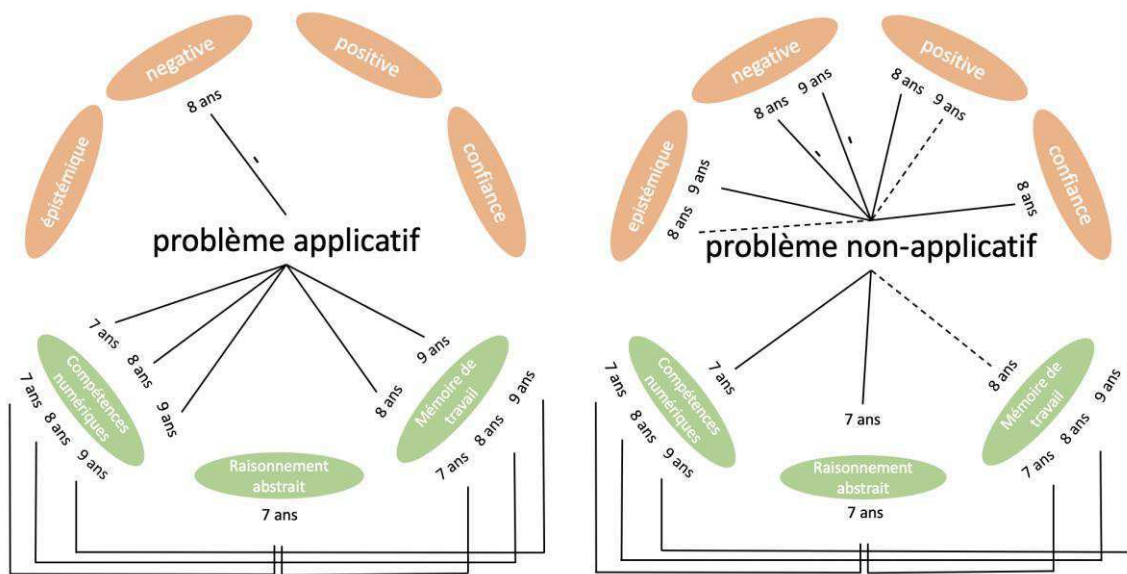 negative
positive
8 ans
épistémique
confiance
problème applicatif
7 ans
8 ans
9 ans
8 ans
9 ans
Compétences
numériques
Mémoire de
travail
7 ans
8 ans
9 ans
7 ans
8 ans
9 ans
Raisonnement
abstrait
7 ans
negative
positive
8 ans
9 ans
8 ans
9 ans
epistémique
9 ans
8 ans
8 ans
confiance
problème non-applicatif
7 ans
7 ans
8 ans
Compétences
numériques
Mémoire de
travail
7 ans
8 ans
9 ans
7 ans
8 ans
9 ans
Raisonnement
abstrait
7 ans